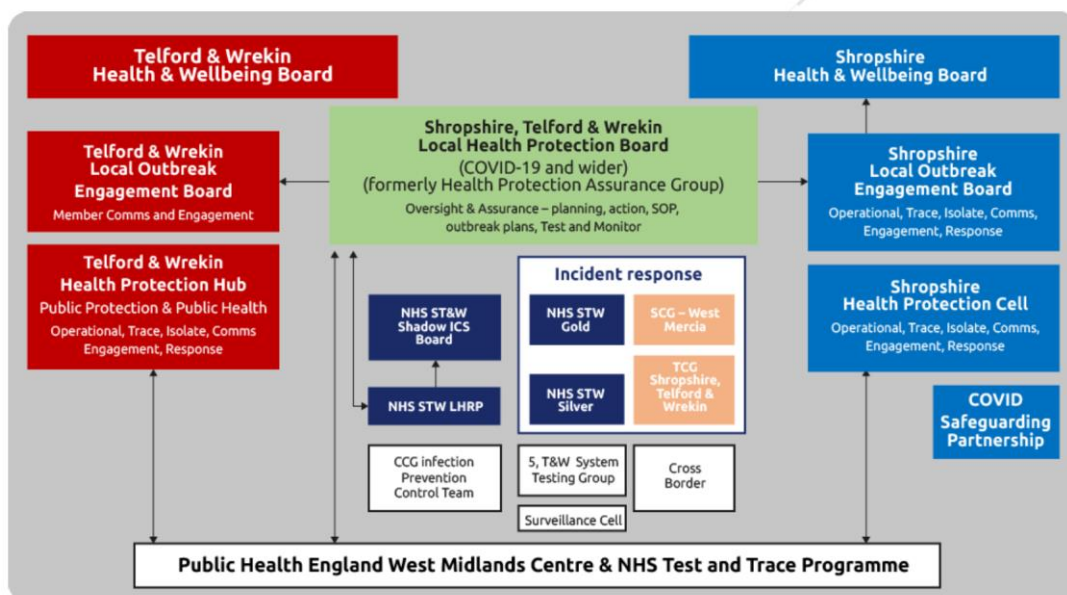 Telford & Wrekin
Health & Wellbeing Board
Shropshire
Health & Wellbeing Board
Shropshire, Telford & Wrekin
Local Health Protection Board
(COVID-19 and wider)
(formerly Health Protection Assurance Group)
Oversight & Assurance – planning, action, SOP,
outbreak plans, Test and Monitor
Telford & Wrekin
Local Outbreak
Engagement Board
Member Comms and Engagement
Shropshire
Local Outbreak
Engagement Board
Operational, Trace, Isolate, Comms,
Engagement, Response
Telford & Wrekin
Health Protection Hub
Public Protection & Public Health
Operational, Trace, Isolate, Comms
Engagement, Response
Incident response
NHS ST&W
Shadow ICS
Board
NHS STW
Gold
SCG – West
Mercia
NHS STW LHRP
NHS STW
Silver
TCG
Shropshire,
Telford &
Wrekin
Shropshire
Health Protection Cell
Operational, Trace, Isolate, Comms,
Engagement, Response
COVID
Safeguarding
Partnership
CCG infection
Prevention
Control Team
5, T&W System
Testing Group
Cross
Border
Surveillance Cell
Public Health England West Midlands Centre & NHS Test and Trace Programme